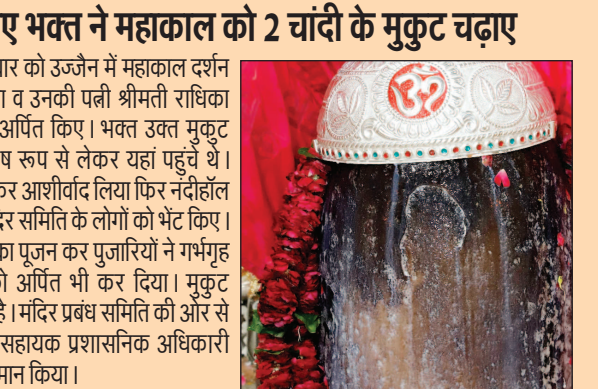 ए भक्त ने महाकाल को 2 चांदी के मुकुट चढ़ाए
ार को उज्जैन में महाकाल दर्शन
ा व उनकी पत्नी श्रीमती राधिका
अर्पित किए। भक्त उक्त मुकुट
ष रूप से लेकर यहां पहुंचे थे।
कर आशीर्वाद लिया फिर नंदीहॉल
दिर समिति के लोगों को भेंट किए।
का पूजन कर पुजारियों ने गर्भगृह
ो अर्पित भी कर दिया। मुकुट
है। मंदिर प्रबंध समिति की ओर से
सहायक प्रशासनिक अधिकारी
मान किया।
ॐ